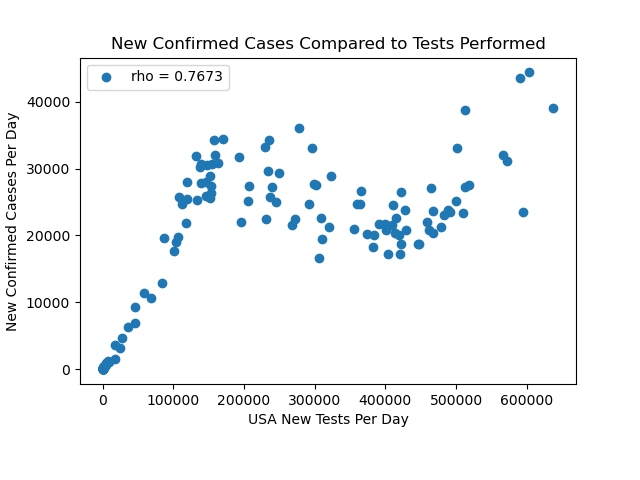 New Confirmed Cases Compared to Tests Performed
rho = 0.7673
New Confirmed Caeses Per Day
40000
30000
20000
10000
0
0 100000 200000 300000 400000 500000 600000
USA New Tests Per Day